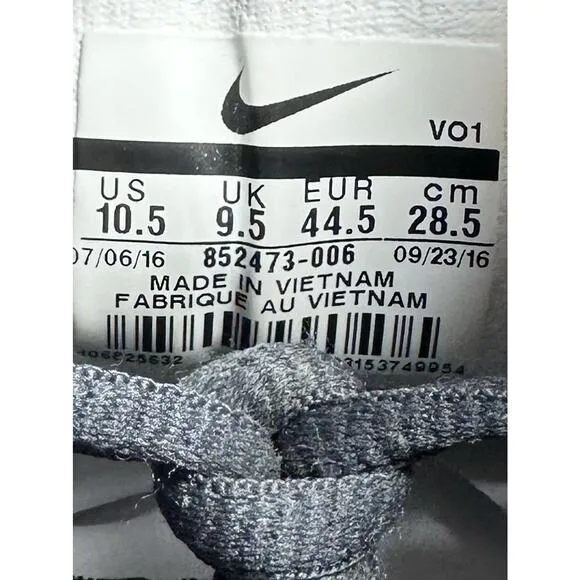 VO1
US UK EUR cm
10.5 9.5 44.5 28.5
07/06/16 852473-006 09/23/16
MADE IN VIETNAM
FABRIQUE AU VIETNAM